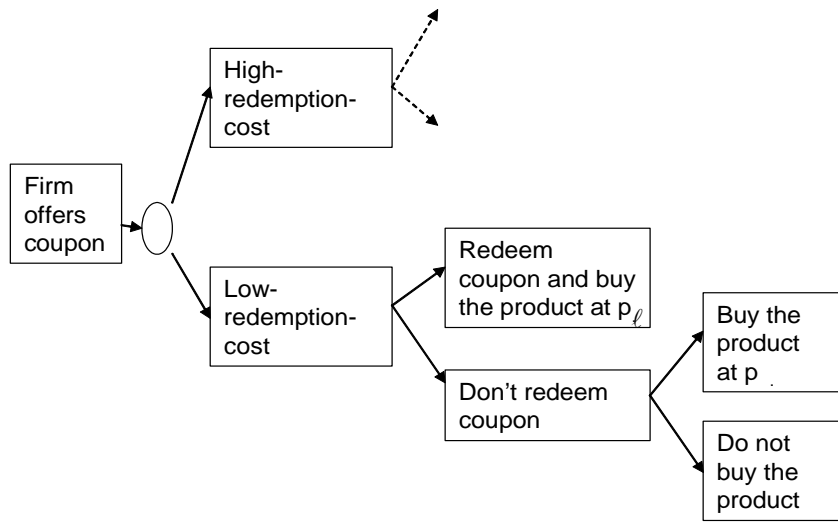 High-
redemption-
cost
Firm
offers
coupon
Low-
redemption-
cost
Redeem
coupon and buy
the product at pℓ
Don't redeem
coupon
Buy the
product
at p
Do not
buy the
product